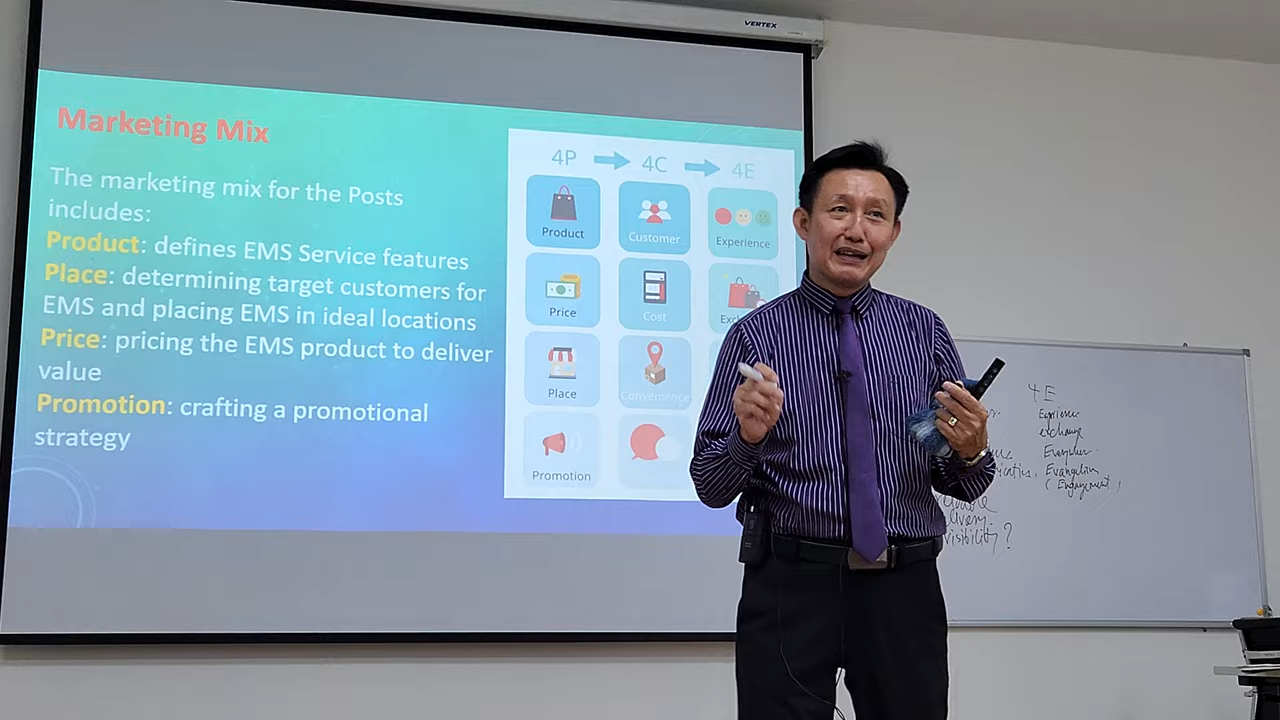 VERTEX
Marketing Mix
The marketing mix for the Posts
includes:
Product: defines EMS Service features
Place: determining target customers for
EMS and placing EMS in ideal locations
Price: pricing the EMS product to deliver
value
Promotion: crafting a promotional
strategy
4P 4C 4E
Product Customer Experience
Price Cost
Place Convenience
Promotion
4E
Experience
exchange
Evangelism
(Engagement)
visibility?